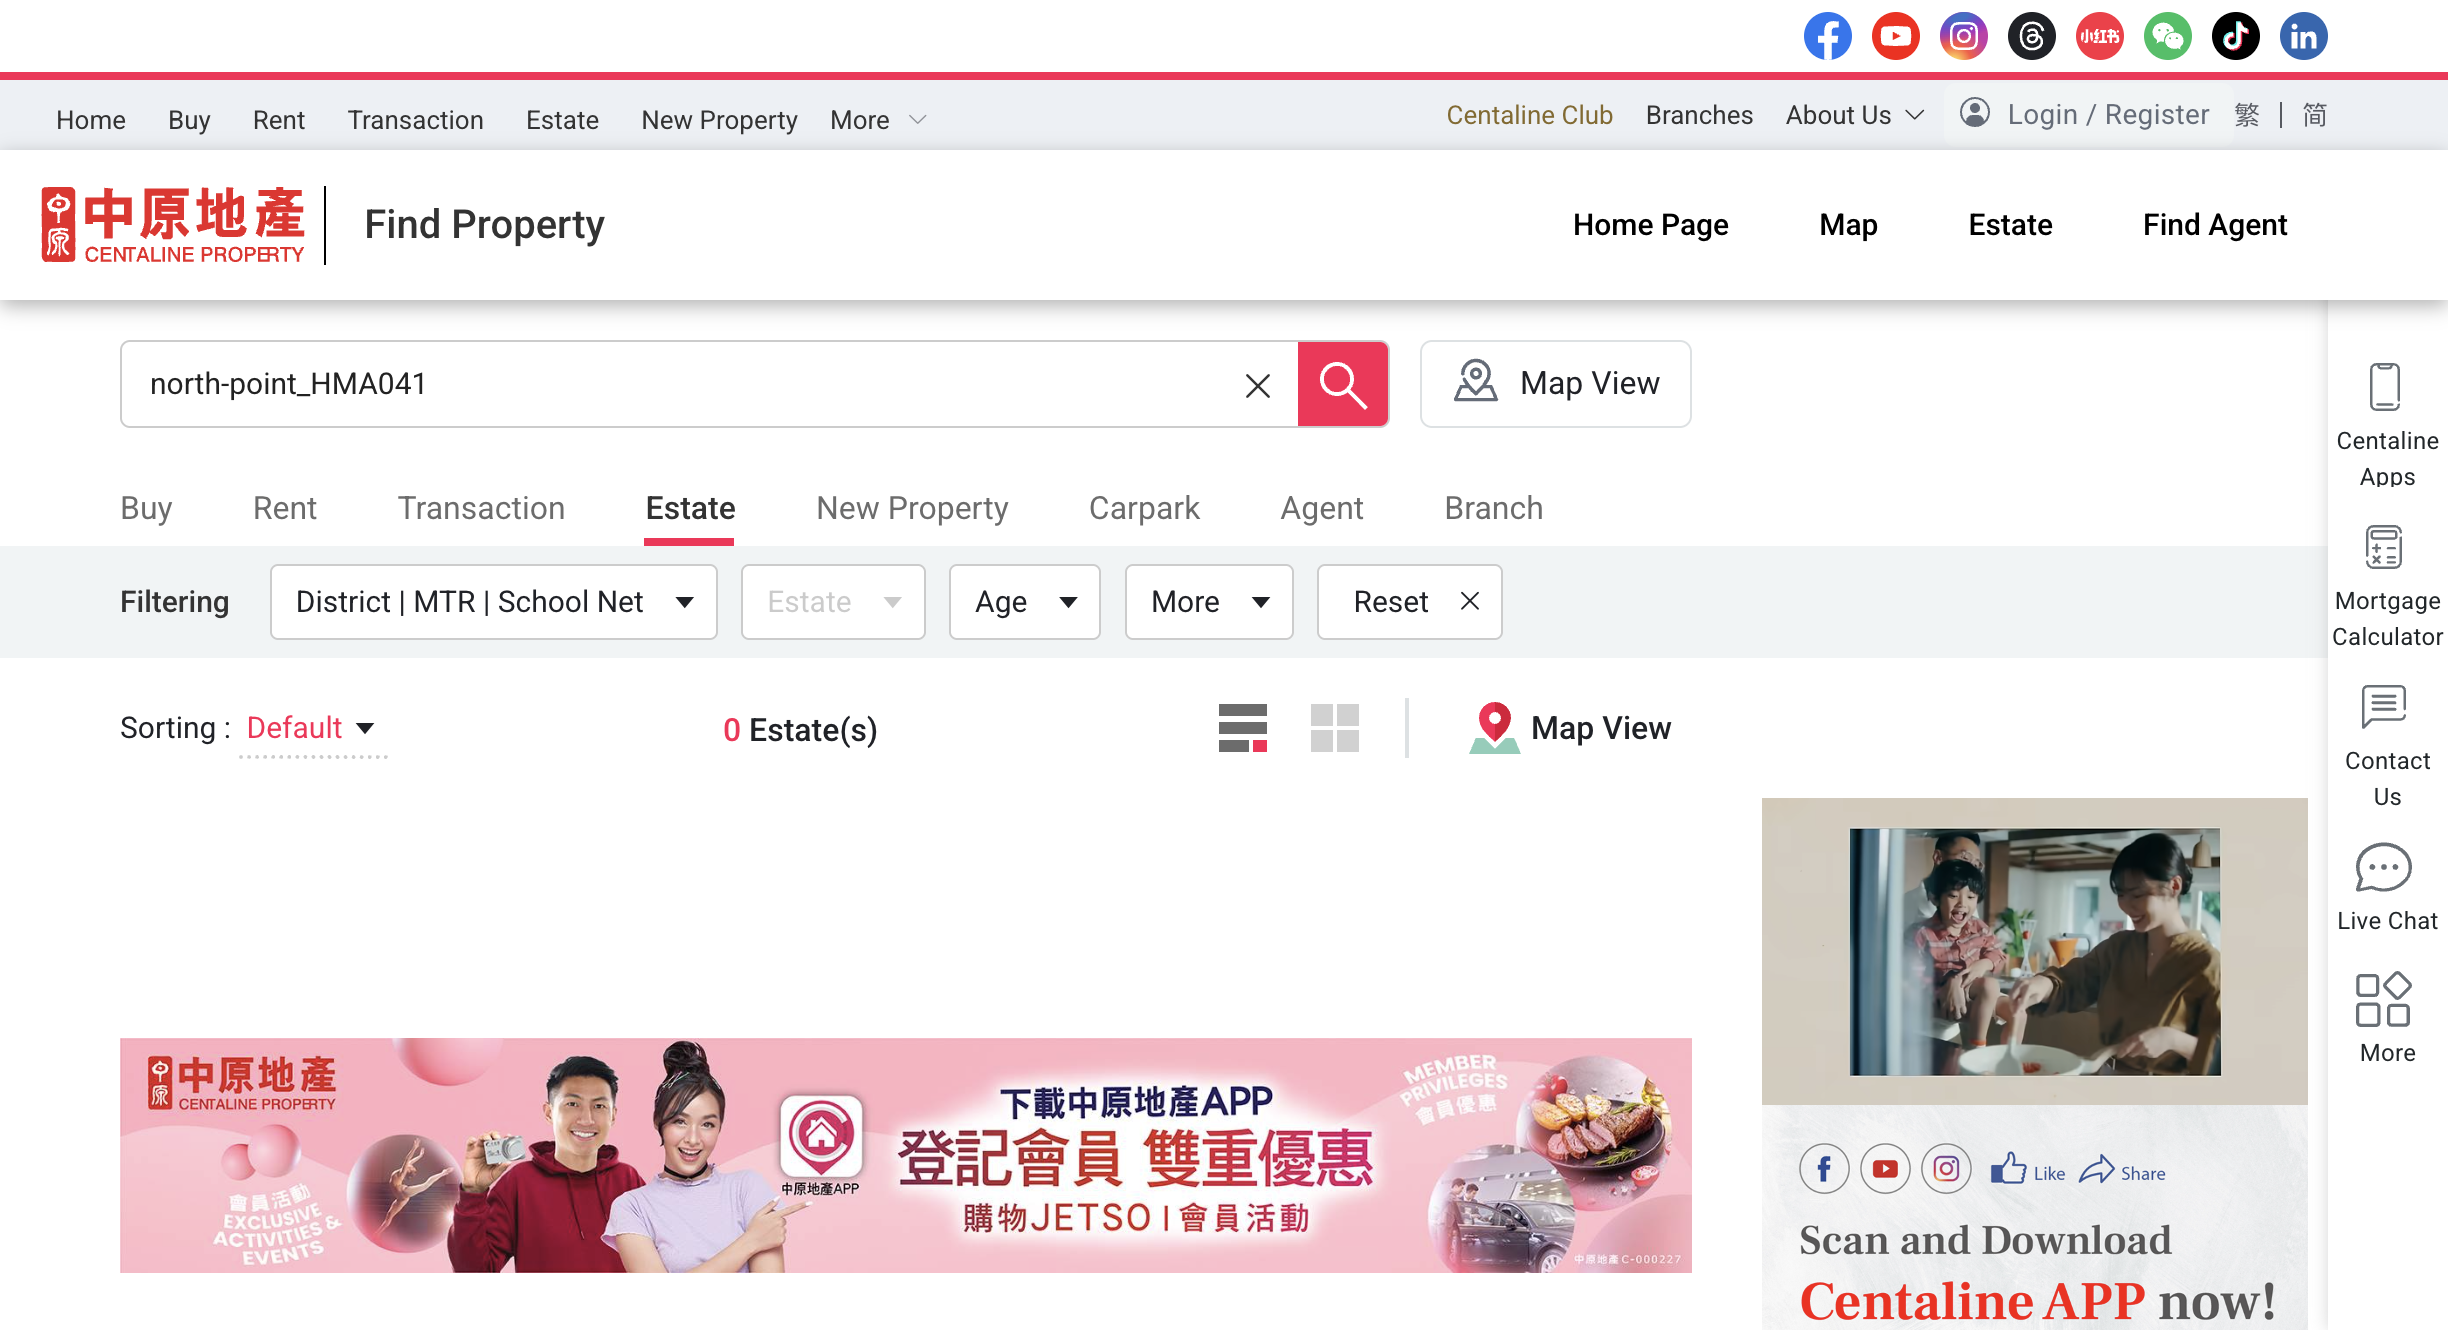 小红书
Home Buy Rent Transaction Estate New Property More
Centaline Club Branches About Us Login / Register 繁 | 简
中原 中原地產
CENTALINE PROPERTY
Find Property
Home Page Map Estate Find Agent
north-point_HMA041
Map View
Buy Rent Transaction Estate New Property Carpark Agent Branch
Filtering District | MTR | School Net Estate Age More Reset
Sorting : Default
0 Estate(s)
Map View
Centaline
Apps
Mortgage
Calculator
Contact
Us
Live Chat
More
中原 中原地產
CENTALINE PROPERTY
會員活動
EXCLUSIVE
ACTIVITIES &
EVENTS
中原地產APP
下載中原地產APP
登記會員 雙重優惠
購物JETSO | 會員活動
MEMBER
PRIVILEGES
會員優惠
中原地產 C-000227
Like Share
Scan and Download
Centaline APP now!